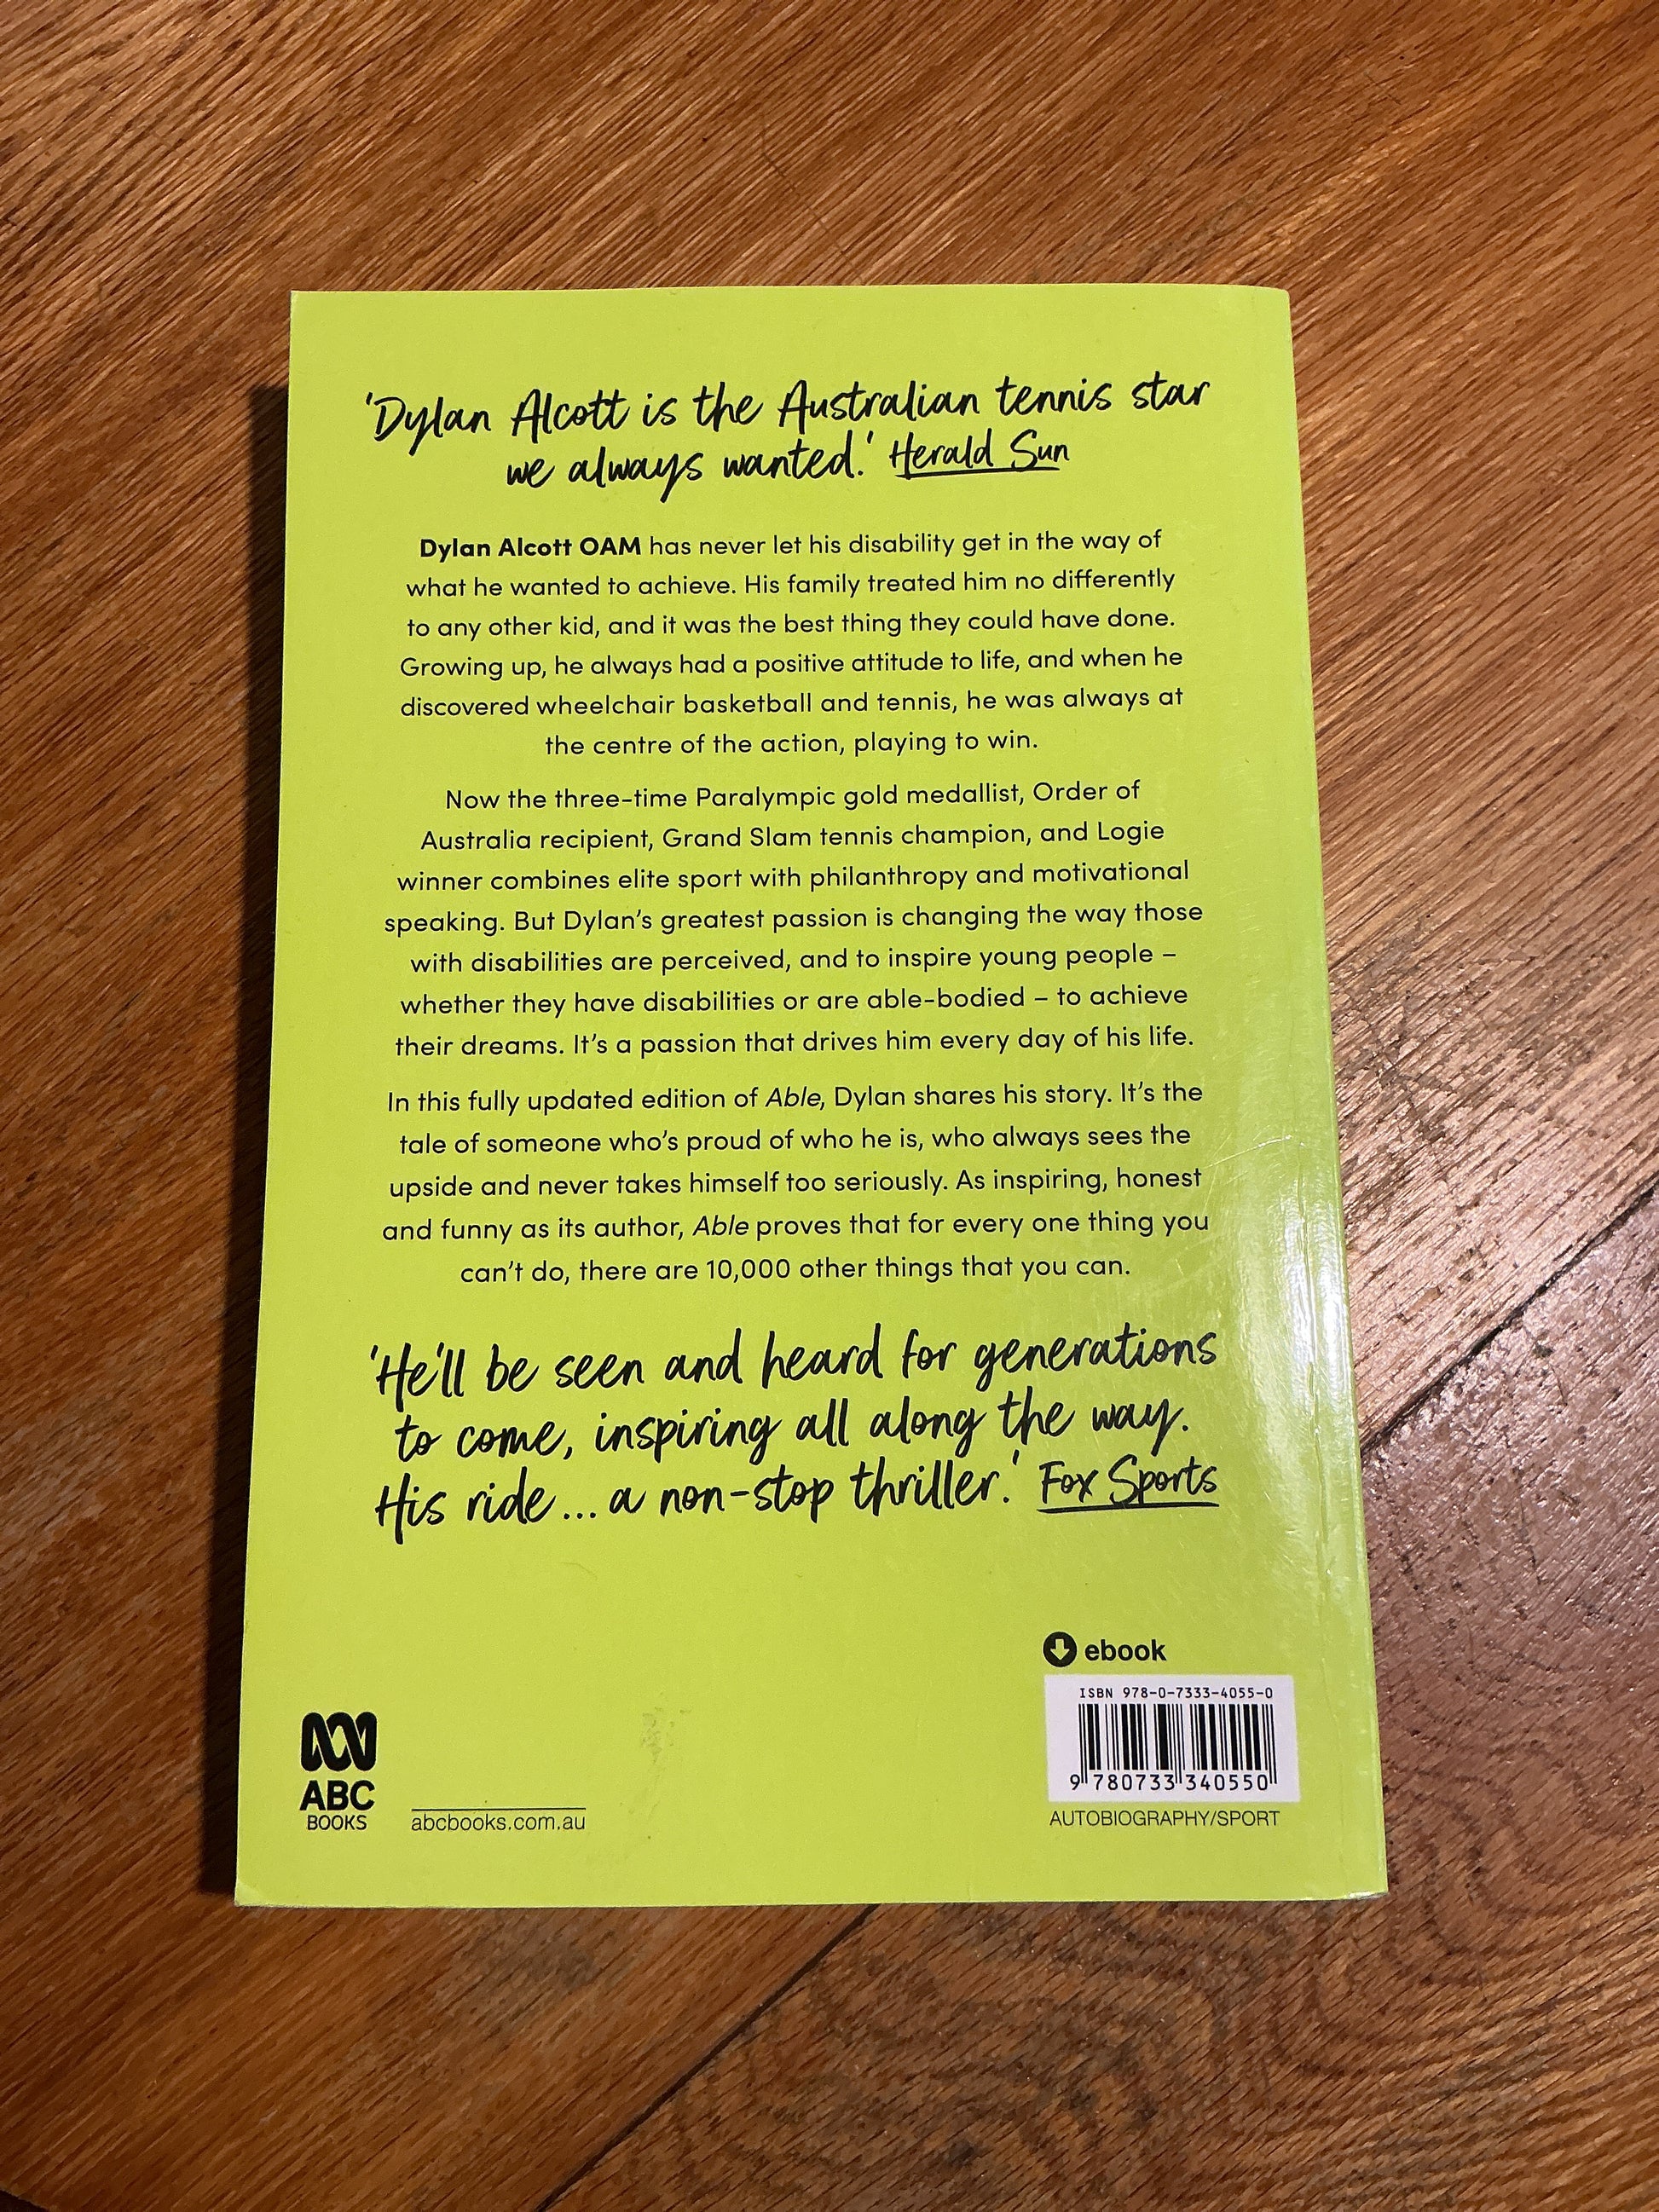 'Dylan Alcott is the Australian tennis star
we always wanted.' Herald Sun
Dylan Alcott OAM has never let his disability get in the way of
what he wanted to achieve. His family treated him no differently
to any other kid, and it was the best thing they could have done.
Growing up, he always had a positive attitude to life, and when he
discovered wheelchair basketball and tennis, he was always at
the centre of the action, playing to win.
Now the three-time Paralympic gold medallist, Order of
Australia recipient, Grand Slam tennis champion, and Logie
winner combines elite sport with philanthropy and motivational
speaking. But Dylan's greatest passion is changing the way those
with disabilities are perceived, and to inspire young people –
whether they have disabilities or are able-bodied – to achieve
their dreams. It's a passion that drives him every day of his life.
In this fully updated edition of Able, Dylan shares his story. It's the
tale of someone who's proud of who he is, who always sees the
upside and never takes himself too seriously. As inspiring, honest
and funny as its author, Able proves that for every one thing you
can't do, there are 10,000 other things that you can.
'He'll be seen and heard for generations
to come, inspiring all along the way.
His ride... a non-stop thriller.' Fox Sports
ebook
ISBN 978-0-7333-4055-0
9 780733 340550
AUTOBIOGRAPHY/SPORT
ABC
BOOKS
abcbooks.com.au